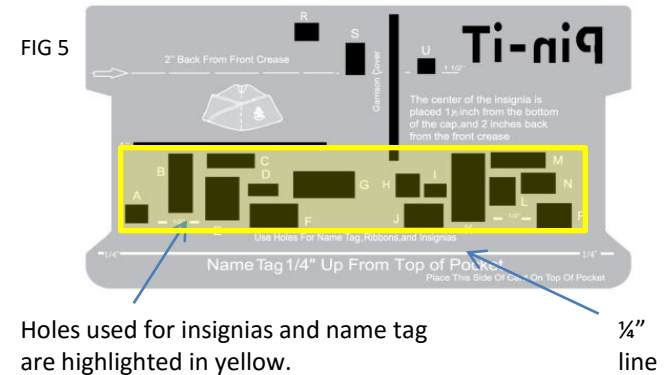 FIG 5
R
S
U
Pin-iT
2" Back From Front Crease
1 1/2"
Garrison Cover
The center of the insignia is
placed 1½ inch from the bottom
of the cap,and 2 inches back
from the front crease
A
B
C
D
E
F
G
H
I
J
K
L
M
N
1/2"
1/2"
Use Holes For Name Tag,Ribbons,and Insignias
1/4"
1/4"
Name Tag 1/4" Up From Top of Pocket
Place This Side Of Card On Top Of Pocket
Holes used for insignias and name tag
are highlighted in yellow.
¼"
line